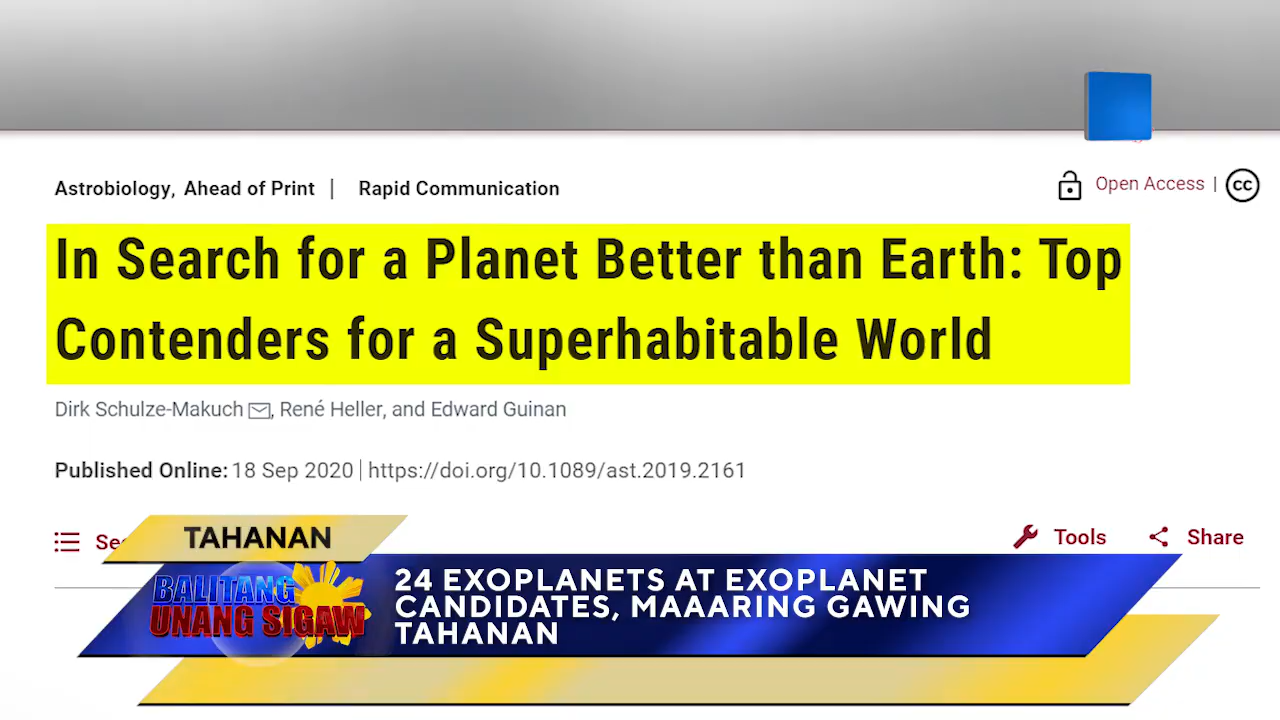 Astrobiology, Ahead of Print | Rapid Communication
Open Access | cc
In Search for a Planet Better than Earth: Top
Contenders for a Superhabitable World
Dirk Schulze-Makuch, René Heller, and Edward Guinan
Published Online: 18 Sep 2020 | https://doi.org/10.1089/ast.2019.2161
Tools Share
TAHANAN
BALITANG
UNANG SIGAW
24 EXOPLANETS AT EXOPLANET
CANDIDATES, MAAARING GAWING
TAHANAN